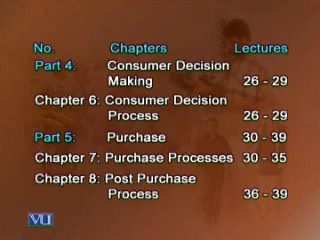 No. Chapters Lectures
Part 4: Consumer Decision
Making 26 - 29
Chapter 6: Consumer Decision
Process 26 - 29
Part 5: Purchase 30 - 39
Chapter 7: Purchase Processes 30 - 35
Chapter 8: Post Purchase
Process 36 - 39
VU